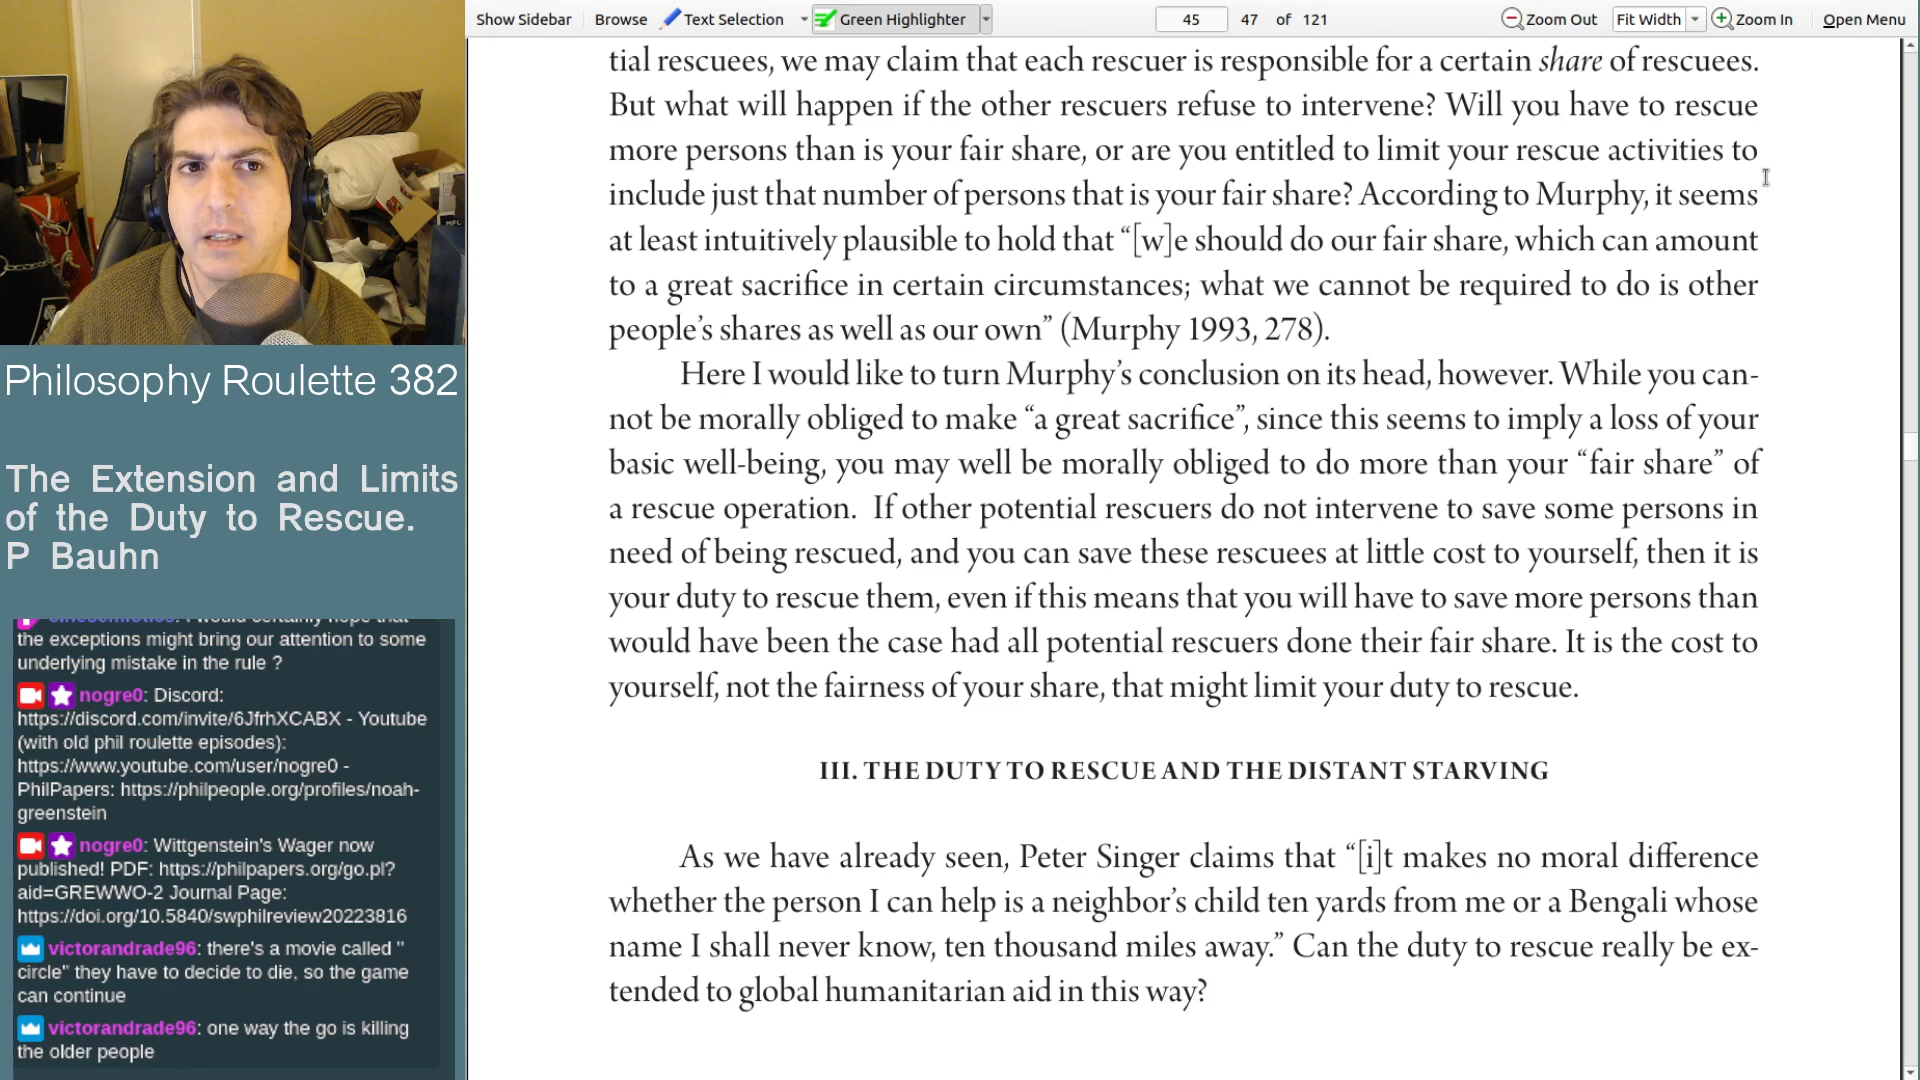 Show Sidebar Browse Text Selection Green Highlighter 45 47 of 121 Zoom Out Fit Width Zoom In Open Menu
tial rescuees, we may claim that each rescuer is responsible for a certain share of rescuees.
But what will happen if the other rescuers refuse to intervene? Will you have to rescue
more persons than is your fair share, or are you entitled to limit your rescue activities to
include just that number of persons that is your fair share? According to Murphy, it seems
at least intuitively plausible to hold that “[w]e should do our fair share, which can amount
to a great sacrifice in certain circumstances; what we cannot be required to do is other
people’s shares as well as our own” (Murphy 1993, 278).
Here I would like to turn Murphy’s conclusion on its head, however. While you can-
not be morally obliged to make “a great sacrifice”, since this seems to imply a loss of your
basic well-being, you may well be morally obliged to do more than your “fair share” of
a rescue operation. If other potential rescuers do not intervene to save some persons in
need of being rescued, and you can save these rescuees at little cost to yourself, then it is
your duty to rescue them, even if this means that you will have to save more persons than
would have been the case had all potential rescuers done their fair share. It is the cost to
yourself, not the fairness of your share, that might limit your duty to rescue.
III. THE DUTY TO RESCUE AND THE DISTANT STARVING
As we have already seen, Peter Singer claims that “[i]t makes no moral difference
whether the person I can help is a neighbor’s child ten yards from me or a Bengali whose
name I shall never know, ten thousand miles away.” Can the duty to rescue really be ex-
tended to global humanitarian aid in this way?
Philosophy Roulette 382
The Extension and Limits
of the Duty to Rescue.
P Bauhn
the exceptions might bring our attention to some
underlying mistake in the rule ?
nogre0: Discord:
https://discord.com/invite/6JfrhXCABX - Youtube
(with old phil roulette episodes):
https://www.youtube.com/user/nogre0 -
PhilPapers: https://philpeople.org/profiles/noah-
greenstein
nogre0: Wittgenstein's Wager now
published! PDF: https://philpapers.org/go.pl?
aid=GREWWO-2 Journal Page:
https://doi.org/10.5840/swphilreview20223816
victorandrade96: there's a movie called "
circle" they have to decide to die, so the game
can continue
victorandrade96: one way the go is killing
the older people